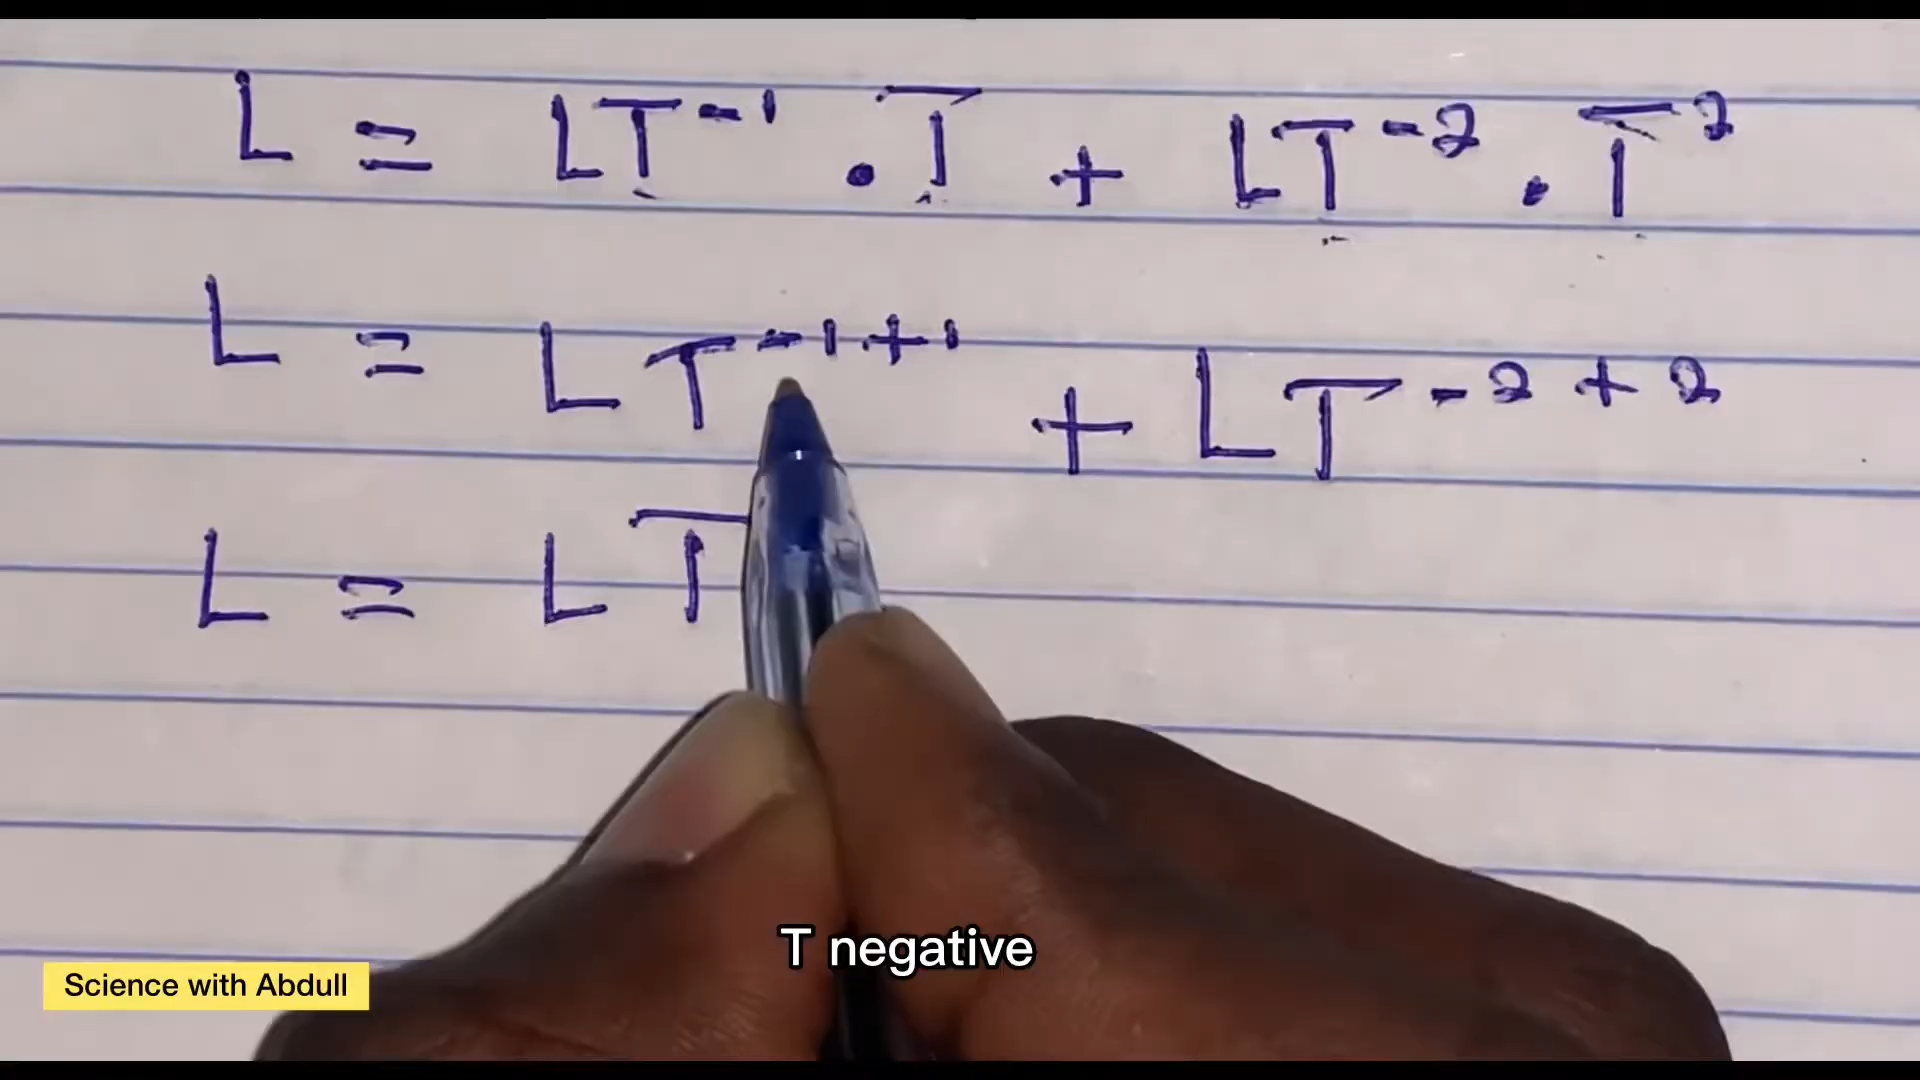 L = LT⁻¹ . T + LT⁻² . T²
L = LT⁻¹⁺¹ + LT⁻²⁺²
L = LT
T negative
Science with Abdull